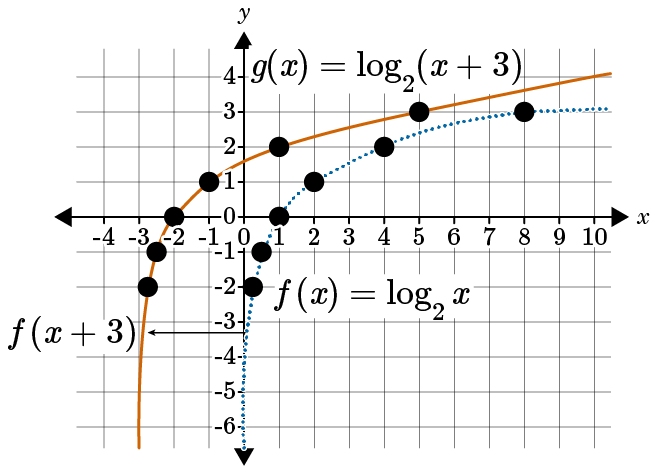 y
g(x) = log₂(x + 3)
4
3
2
1
0
x
-4 -3 -2 -1 0 1 2 3 4 5 6 7 8 9 10
-1
-2
f(x) = log₂ x
-3
f(x + 3)
-4
-5
-6